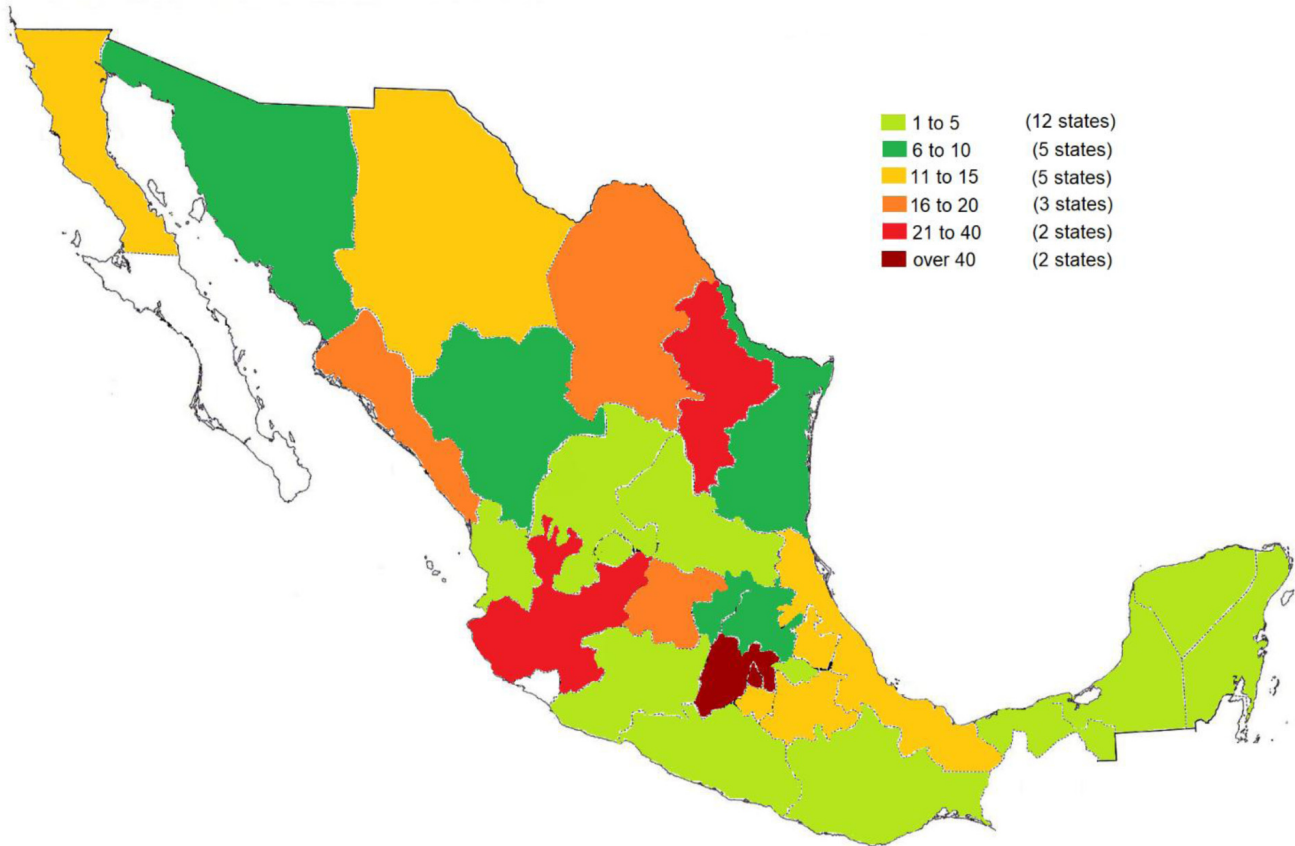 1 to 5 (12 states)
6 to 10 (5 states)
11 to 15 (5 states)
16 to 20 (3 states)
21 to 40 (2 states)
over 40 (2 states)